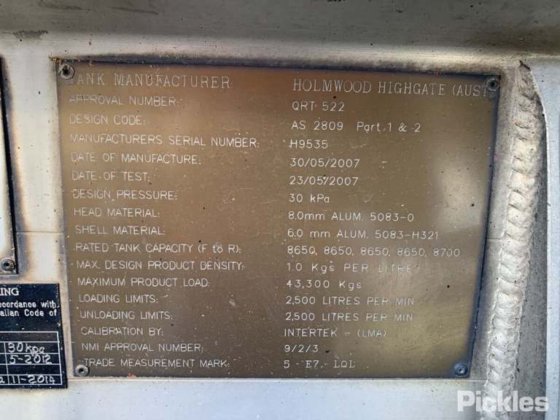 TANK MANUFACTURER HOLMWOOD HIGHGATE (AUST)
APPROVAL NUMBER: QRT 522
DESIGN CODE: AS 2809 Part 1 & 2
MANUFACTURERS SERIAL NUMBER: H9535
DATE OF MANUFACTURE: 30/05/2007
DATE OF TEST: 23/05/2007
DESIGN PRESSURE: 30 kPa
HEAD MATERIAL: 8.0mm ALUM. 5083-0
SHELL MATERIAL: 6.0 mm ALUM. 5083-H321
RATED TANK CAPACITY (F to R): 8650, 8650, 8650, 8650, 8700
MAX. DESIGN PRODUCT DENSITY: 1.0 Kgs PER LITRE
MAXIMUM PRODUCT LOAD: 43,300 Kgs
LOADING LIMITS: 2,500 LITRES PER MIN
UNLOADING LIMITS: 2,500 LITRES PER MIN
CALIBRATION BY: INTERTEK - (LMA)
NMI APPROVAL NUMBER: 9/2/3
TRADE MEASUREMENT MARK: 5 - E7 - LQL
ING
cordance with
alian Code of
5-2012
III-2014
Pickles